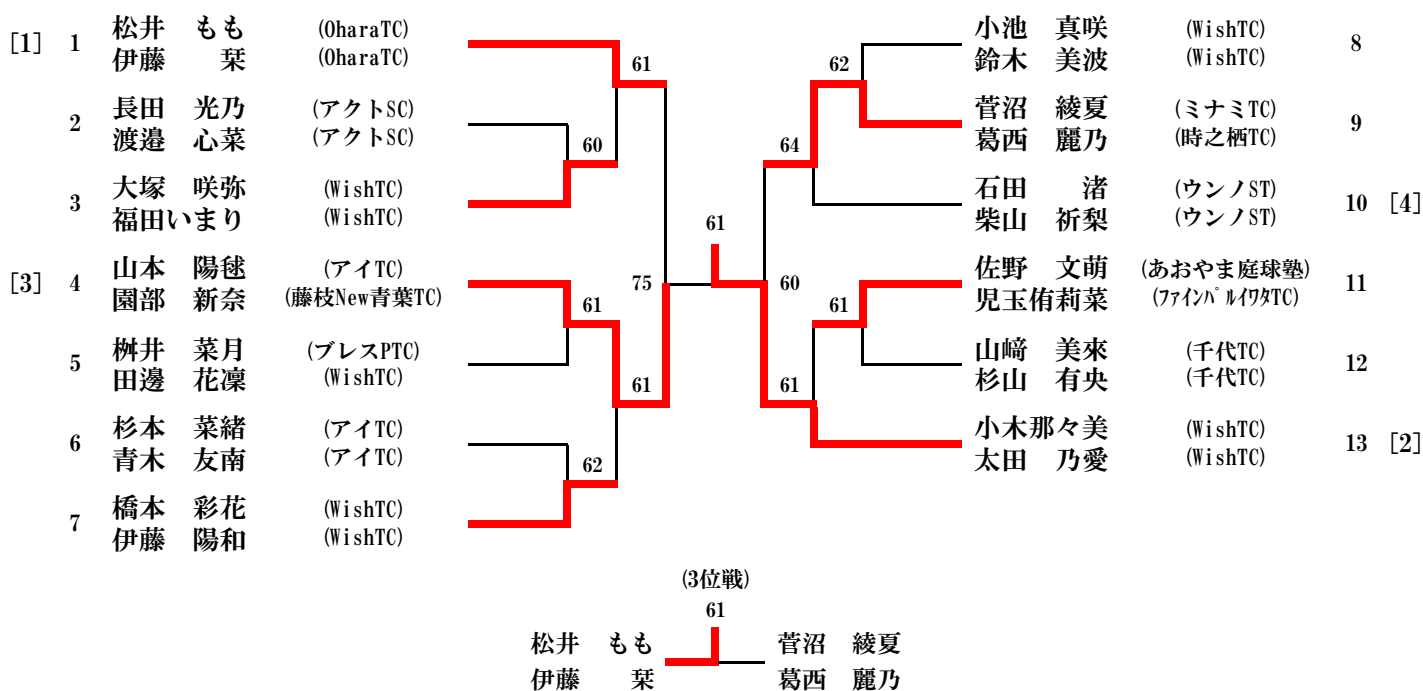 [1] 1 松井 もも (OharaTC)
伊藤 栞 (OharaTC)
2 長田 光乃 (アクトSC)
渡邉 心菜 (アクトSC)
3 大塚 咲弥 (WishTC)
福田いまり (WishTC)
[3] 4 山本 陽毬 (アイTC)
園部 新奈 (藤枝New青葉TC)
5 桝井 菜月 (ブレスPTC)
田邊 花凜 (WishTC)
6 杉本 菜緒 (アイTC)
青木 友南 (アイTC)
7 橋本 彩花 (WishTC)
伊藤 陽和 (WishTC)
61
60
61
62
61
75
61
60
62
64
61
61
小池 真咲 (WishTC) 8
鈴木 美波 (WishTC)
菅沼 綾夏 (ミナミTC) 9
葛西 麗乃 (時之栖TC)
石田 渚 (ウンノST) 10 [4]
柴山 祈梨 (ウンノST)
佐野 文萌 (あおやま庭球塾) 11
児玉侑莉菜 (ファインパルイワタTC)
山﨑 美來 (千代TC) 12
杉山 有央 (千代TC)
小木那々美 (WishTC) 13 [2]
太田 乃愛 (WishTC)
(3位戦)
61
松井 もも 菅沼 綾夏
伊藤 栞 葛西 麗乃